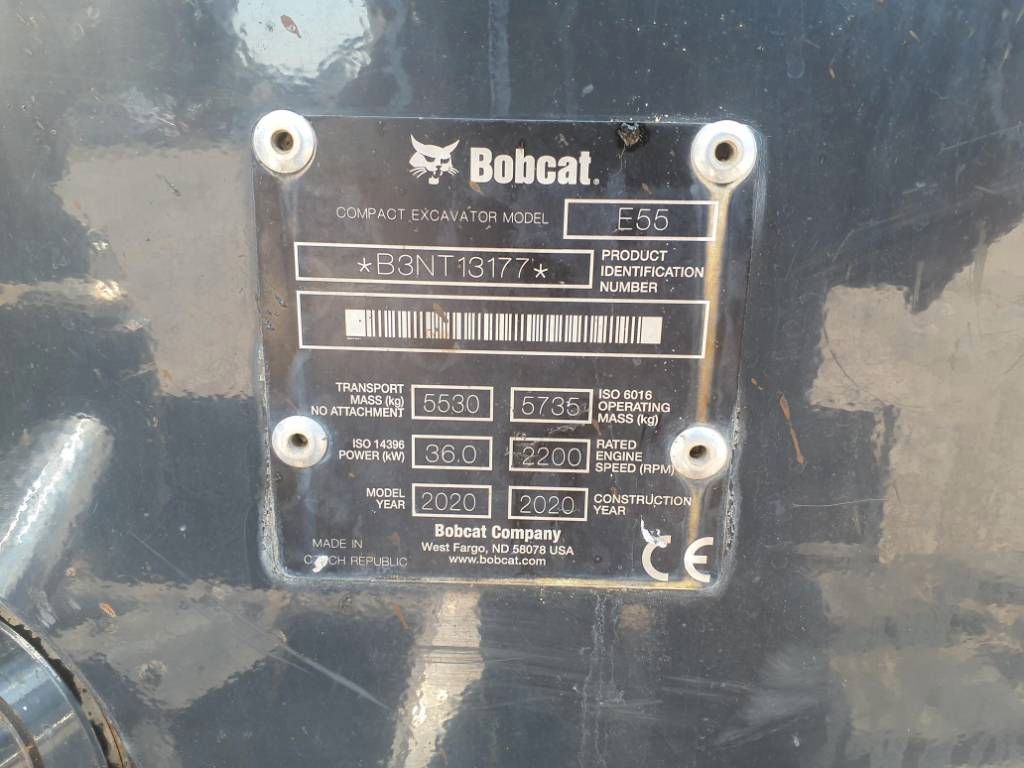 Bobcat.
COMPACT EXCAVATOR MODEL E55
*B3NT13177* PRODUCT IDENTIFICATION NUMBER
TRANSPORT MASS (kg) NO ATTACHMENT 5530 5735 ISO 6016 OPERATING MASS (kg)
ISO 14396 POWER (kW) 36.0 2200 RATED ENGINE SPEED (RPM)
MODEL YEAR 2020 2020 CONSTRUCTION YEAR
Bobcat Company
West Fargo, ND 58078 USA
www.bobcat.com
MADE IN
CZECH REPUBLIC
CE